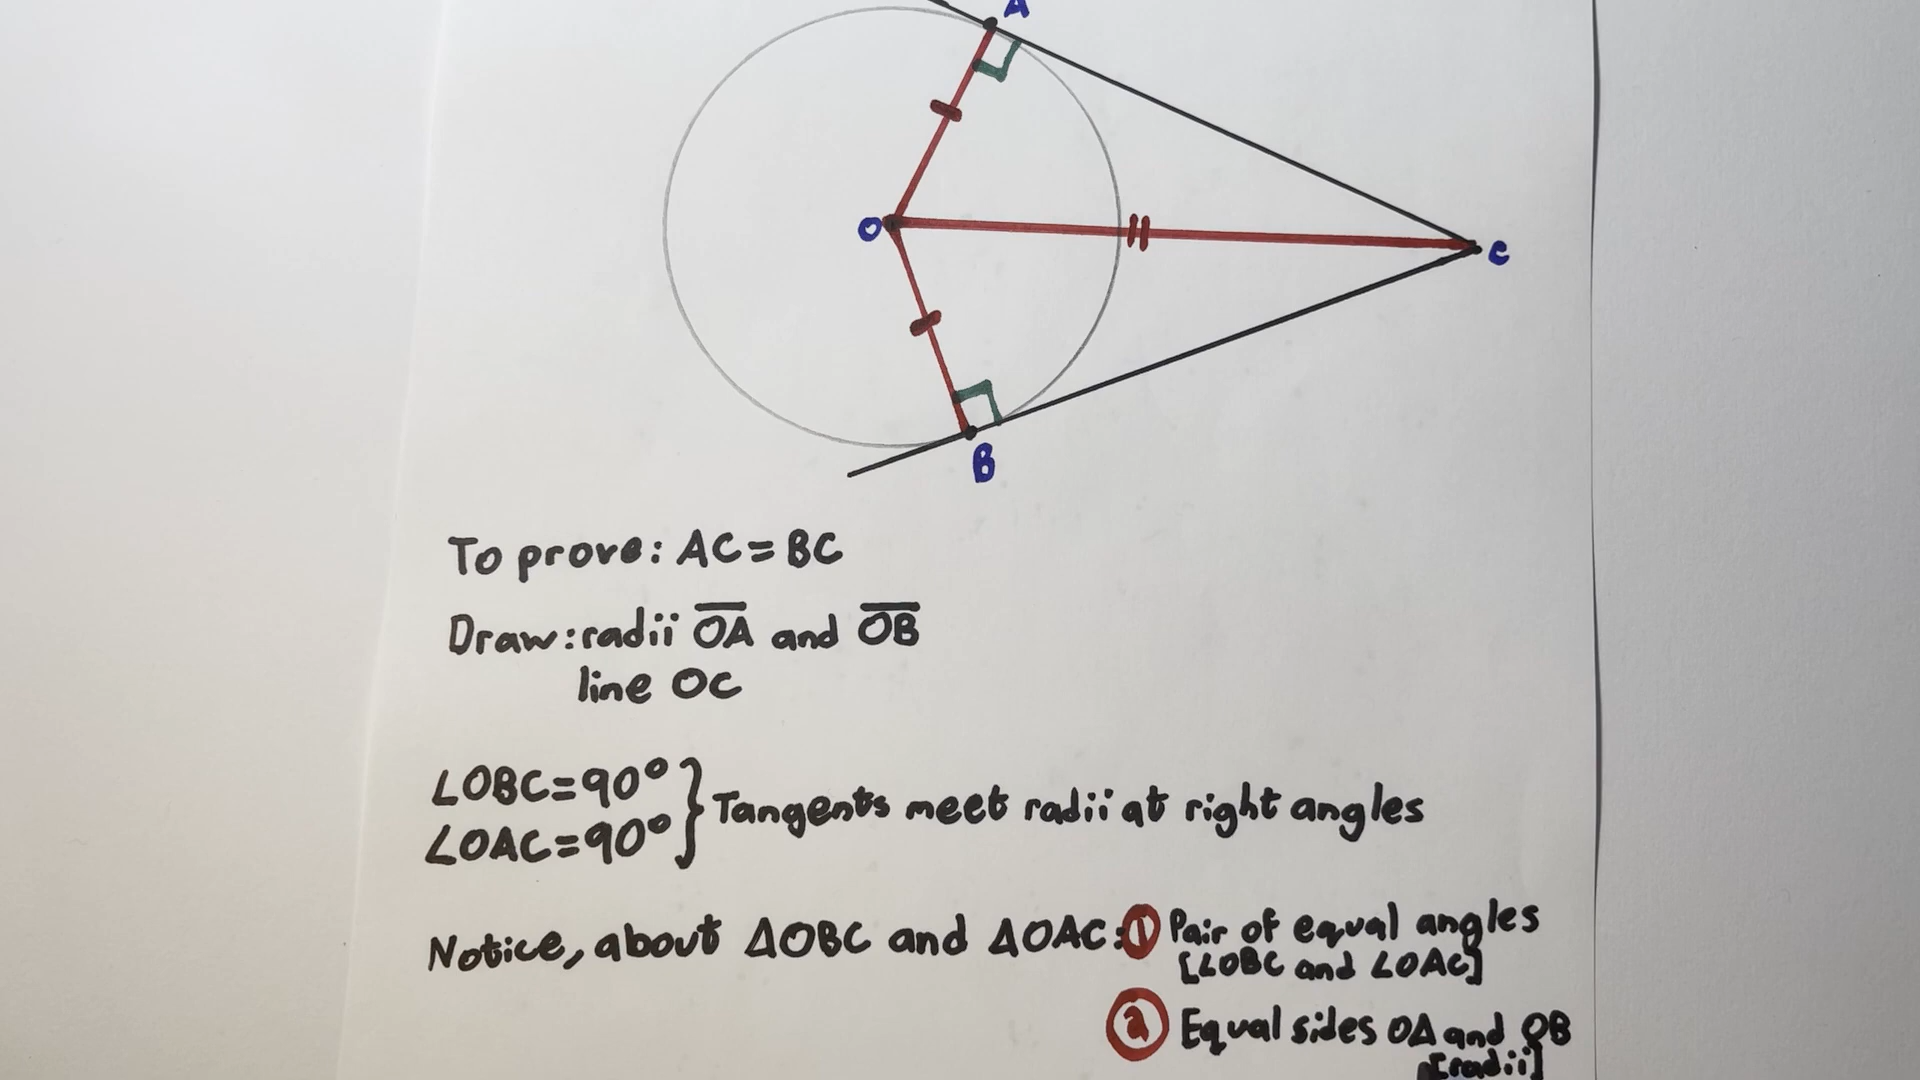 A
O
C
B
To prove: AC = BC
Draw: radii O̅A̅ and O̅B̅
line OC
∠OBC = 90°
∠OAC = 90° } Tangents meet radii at right angles
Notice, about ΔOBC and ΔOAC: ① Pair of equal angles
[∠OBC and ∠OAC]
② Equal sides OA and OB
[radii]